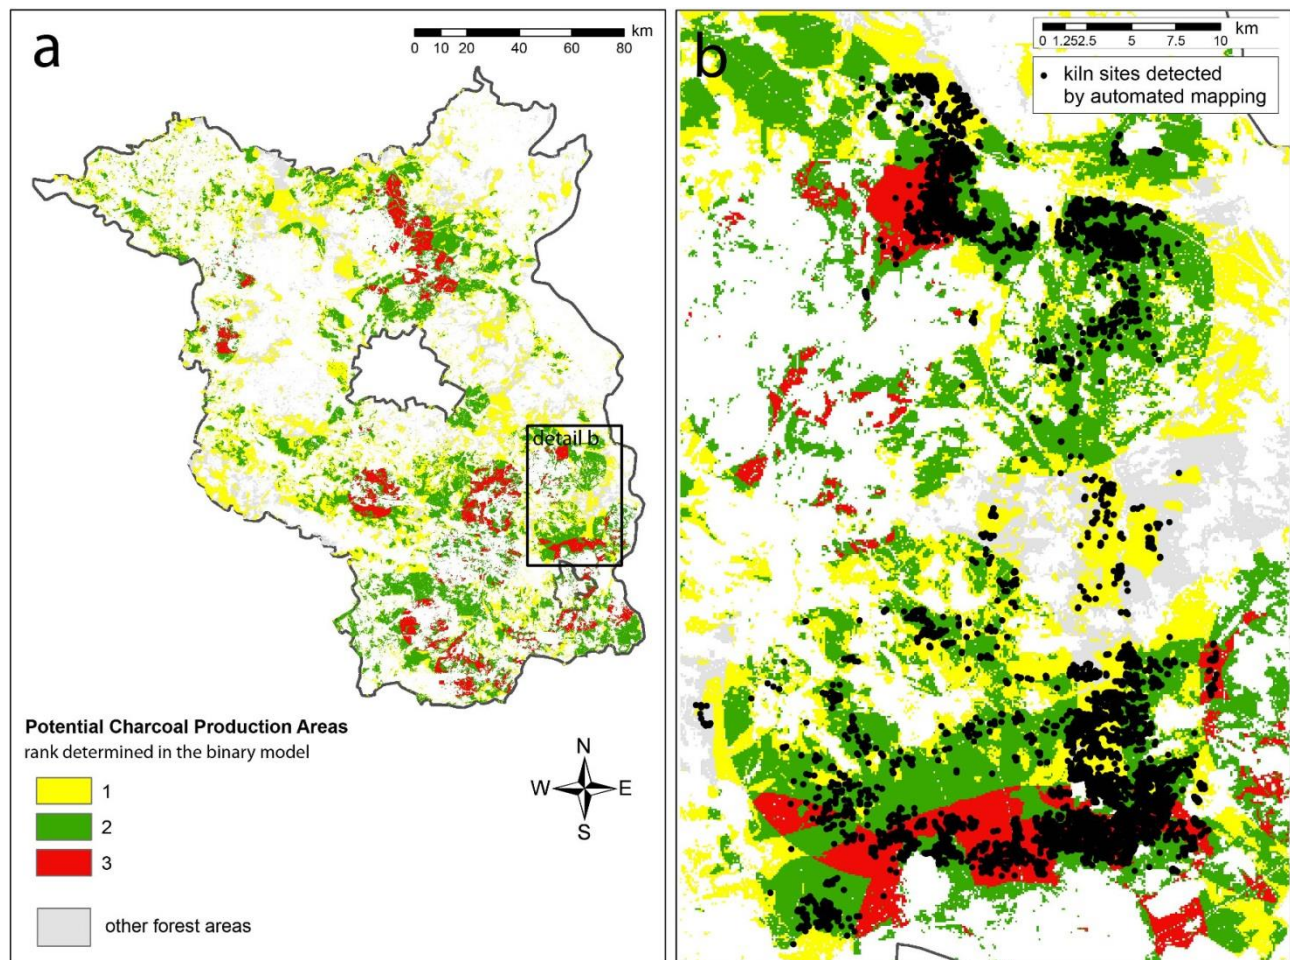 a
km
0 10 20 40 60 80
detail b
Potential Charcoal Production Areas
rank determined in the binary model
1
2
3
other forest areas
N
W E
S
b
km
0 1.252.5 5 7.5 10
kiln sites detected
by automated mapping